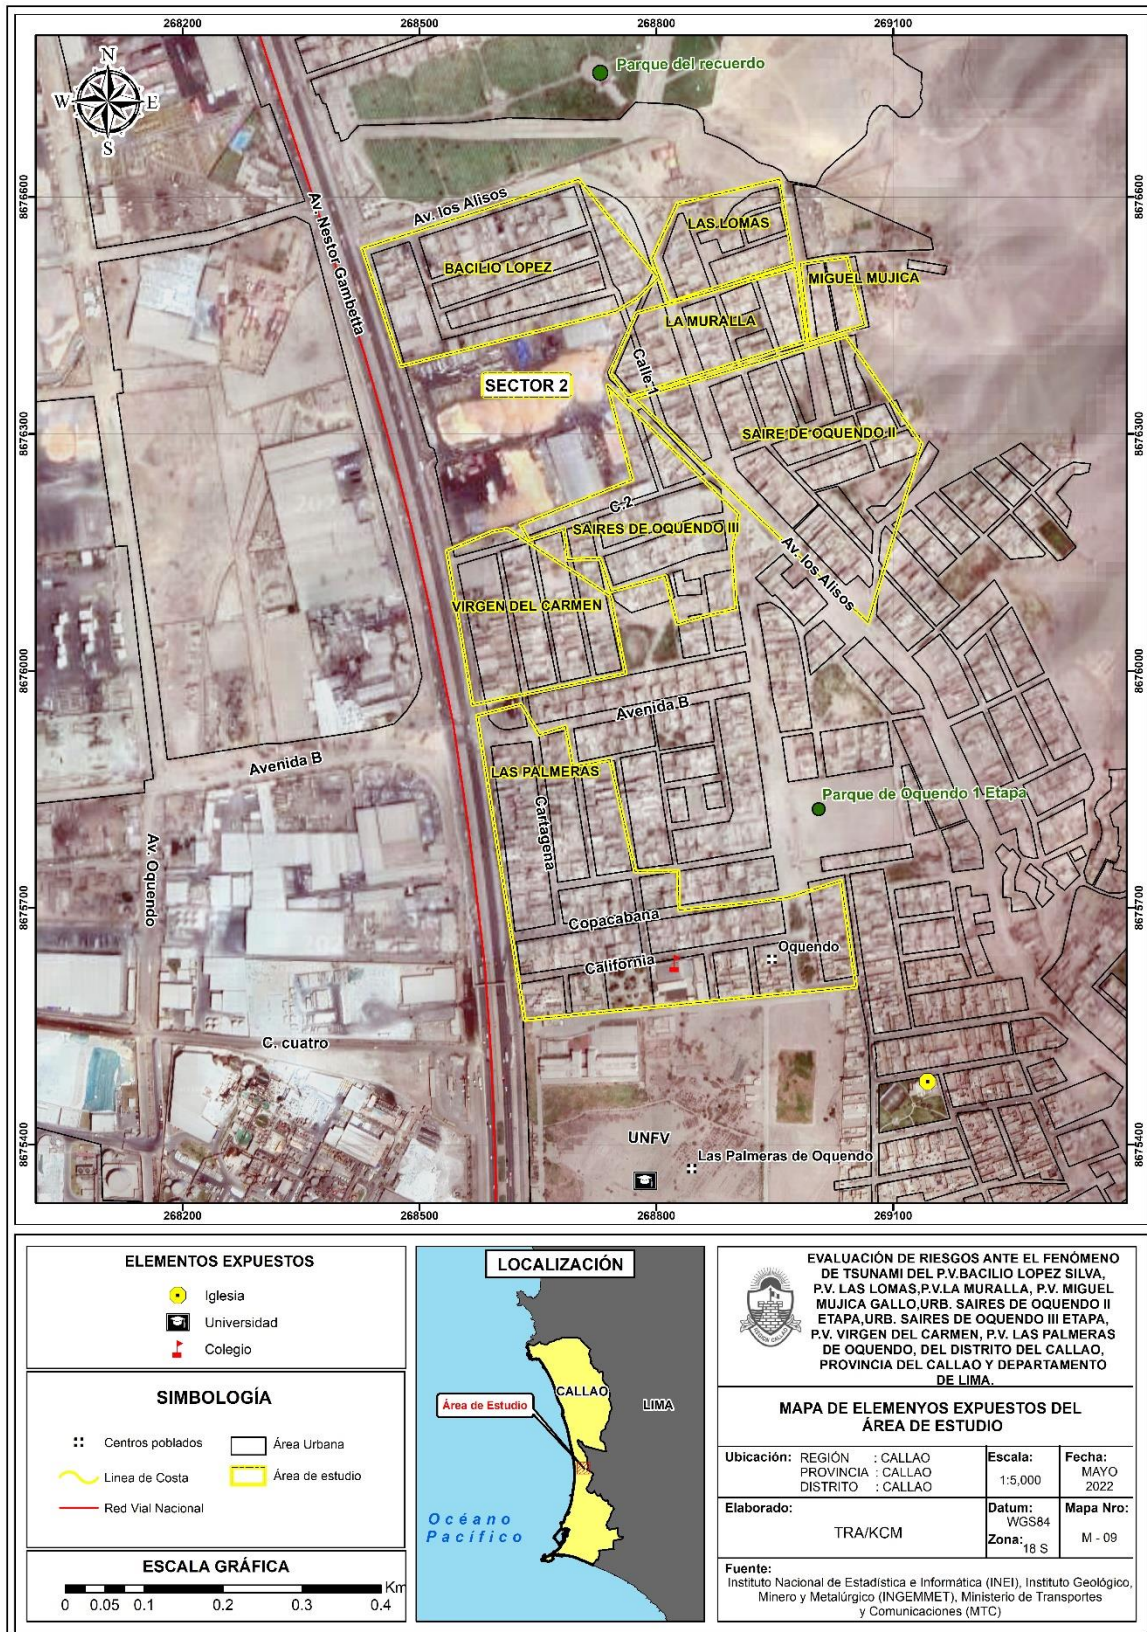 268200
268500
268800
269100
N
W
E
S
Parque del recuerdo
8676600
8676600
Av. los Alisos
LAS LOMAS
Av. Nestor Gambetta
BACILIO LOPEZ
MIGUEL MUJICA
LA MURALLA
Calle 1
SECTOR 2
8676300
8676300
SAIRE DE OQUENDO II
C.2
SAIRES DE OQUENDO III
Av. los Alisos
VIRGEN DEL CARMEN
8676000
8676000
Avenida B
Avenida B
LAS PALMERAS
Parque de Oquendo 1 Etapa
Cartagena
Av. Oquendo
8675700
8675700
Copacabana
Oquendo
California
C. cuatro
8675400
8675400
UNFV
Las Palmeras de Oquendo
268200
268500
268800
269100
ELEMENTOS EXPUESTOS
Iglesia
Universidad
Colegio
SIMBOLOGÍA
Centros poblados
Área Urbana
Linea de Costa
Área de estudio
Red Vial Nacional
ESCALA GRÁFICA
Km
0 0.05 0.1 0.2 0.3 0.4
LOCALIZACIÓN
CALLAO
LIMA
Área de Estudio
Océano
Pacífico
REGIÓN CALLAO
EVALUACIÓN DE RIESGOS ANTE EL FENÓMENO
DE TSUNAMI DEL P.V.BACILIO LOPEZ SILVA,
P.V. LAS LOMAS,P.V.LA MURALLA, P.V. MIGUEL
MUJICA GALLO,URB. SAIRES DE OQUENDO II
ETAPA,URB. SAIRES DE OQUENDO III ETAPA,
P.V. VIRGEN DEL CARMEN, P.V. LAS PALMERAS
DE OQUENDO, DEL DISTRITO DEL CALLAO,
PROVINCIA DEL CALLAO Y DEPARTAMENTO
DE LIMA.
MAPA DE ELEMENYOS EXPUESTOS DEL
ÁREA DE ESTUDIO
Ubicación: REGIÓN : CALLAO
PROVINCIA : CALLAO
DISTRITO : CALLAO
Escala:
1:5,000
Fecha:
MAYO
2022
Elaborado:
TRA/KCM
Datum:
WGS84
Zona: 18 S
Mapa Nro:
M - 09
Fuente:
Instituto Nacional de Estadística e Informática (INEI), Instituto Geológico,
Minero y Metalúrgico (INGEMMET), Ministerio de Transportes
y Comunicaciones (MTC)